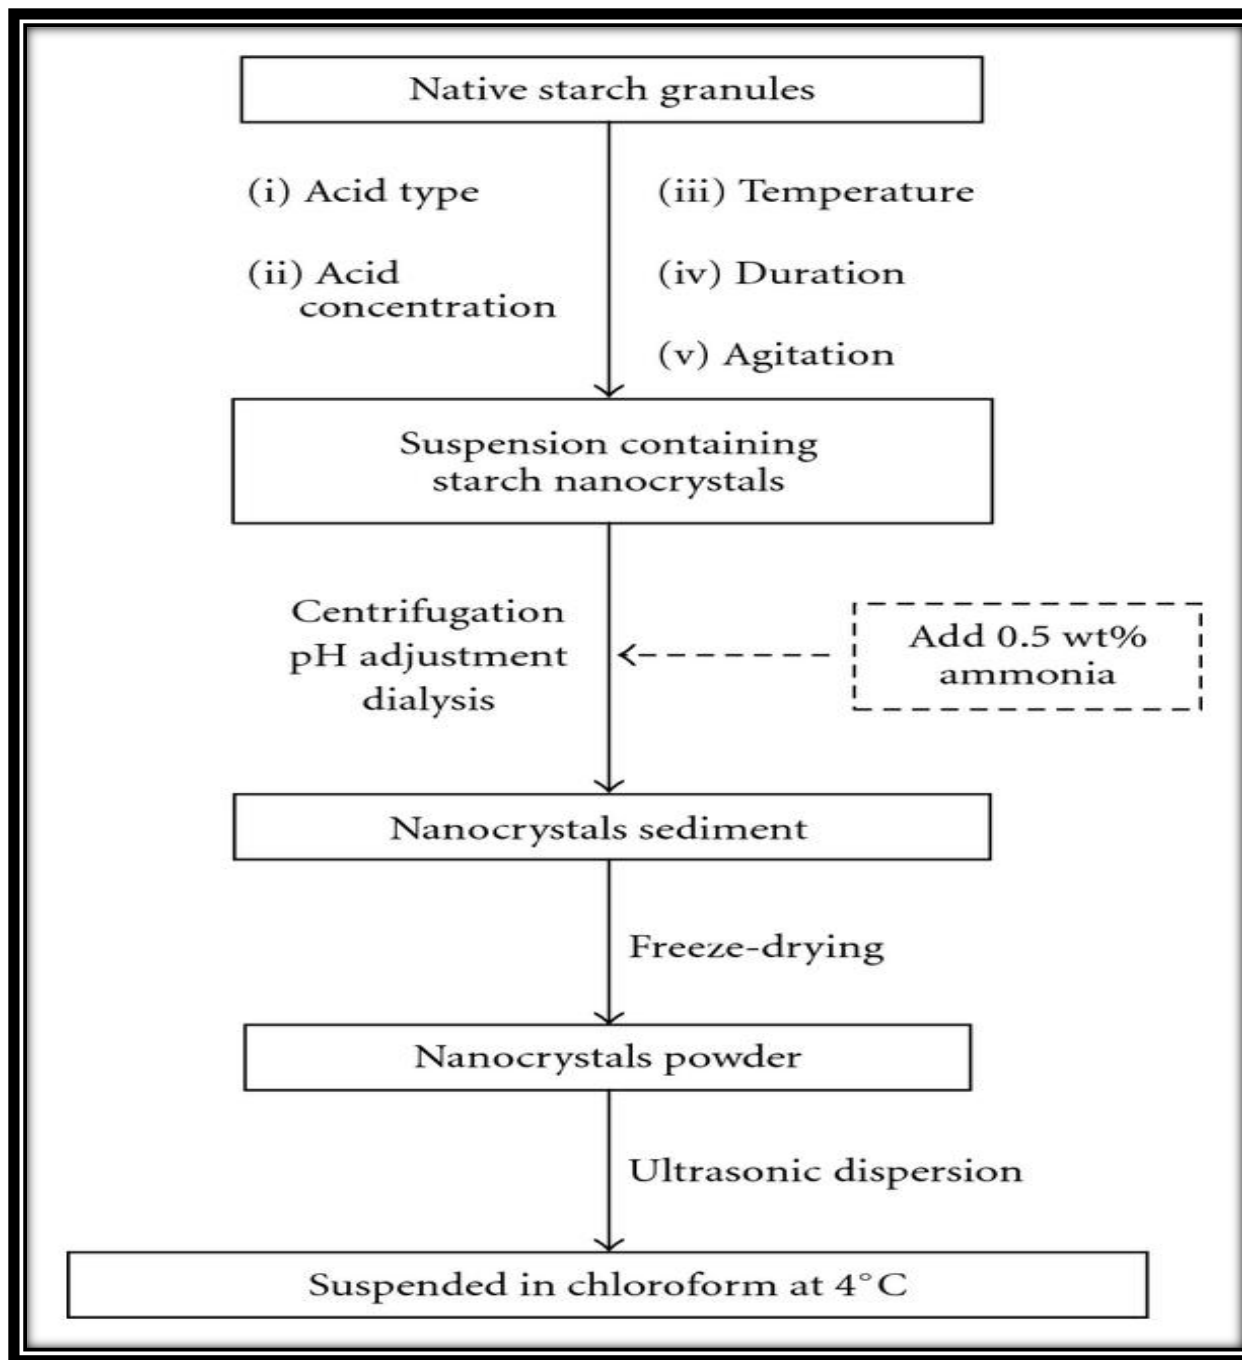 Native starch granules
(i) Acid type
(ii) Acid
concentration
(iii) Temperature
(iv) Duration
(v) Agitation
Suspension containing
starch nanocrystals
Centrifugation
pH adjustment
dialysis
Add 0.5 wt%
ammonia
Nanocrystals sediment
Freeze-drying
Nanocrystals powder
Ultrasonic dispersion
Suspended in chloroform at 4°C